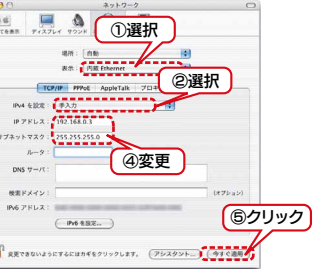 ネットワーク
ディスプレイ サウンド
①選択
場所： 自動
表示： 内蔵 Ethernet
②選択
TCP/IP PPPoE AppleTalk プロキ
IPv4 を設定： 手入力
IP アドレス： 192.168.0.3
サブネットマスク： 255.255.255.0
ルータ：
④変更
DNS サーバ：
検索ドメイン： (オプション)
IPv6 アドレス：
IPv6 を設定...
⑤クリック
変更できないようにするにはカギをクリックします。 アシスタント... 今すぐ適用